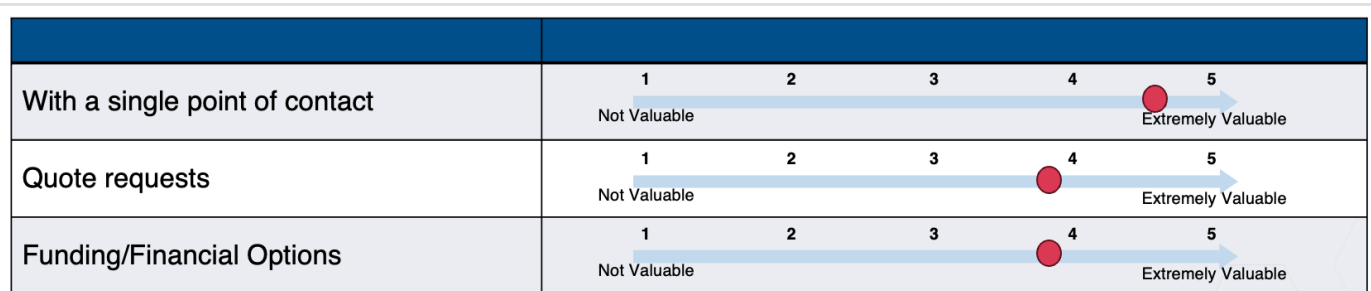 1 2 3 4 5
With a single point of contact
Not Valuable Extremely Valuable
1 2 3 4 5
Quote requests
Not Valuable Extremely Valuable
1 2 3 4 5
Funding/Financial Options
Not Valuable Extremely Valuable